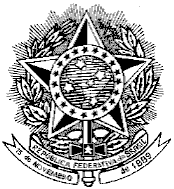 REPÚBLICA FEDERATIVA DO BRASIL
15 de NOVEMBRO de 1889